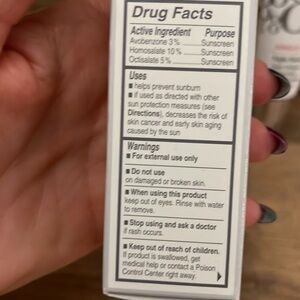 Drug Facts
Active Ingredient Purpose
Avobenzone 3% ........ Sunscreen
Homosalate 10% ..... Sunscreen
Octisalate 5% .......... Sunscreen
Uses
■ helps prevent sunburn
■ if used as directed with other
sun protection measures (see
Directions), decreases the risk of
skin cancer and early skin aging
caused by the sun
Warnings
■ For external use only
■ Do not use
on damaged or broken skin.
■ When using this product
keep out of eyes. Rinse with water
to remove.
■ Stop using and ask a doctor
if rash occurs.
■ Keep out of reach of children.
If product is swallowed, get
medical help or contact a Poison
Control Center right away.